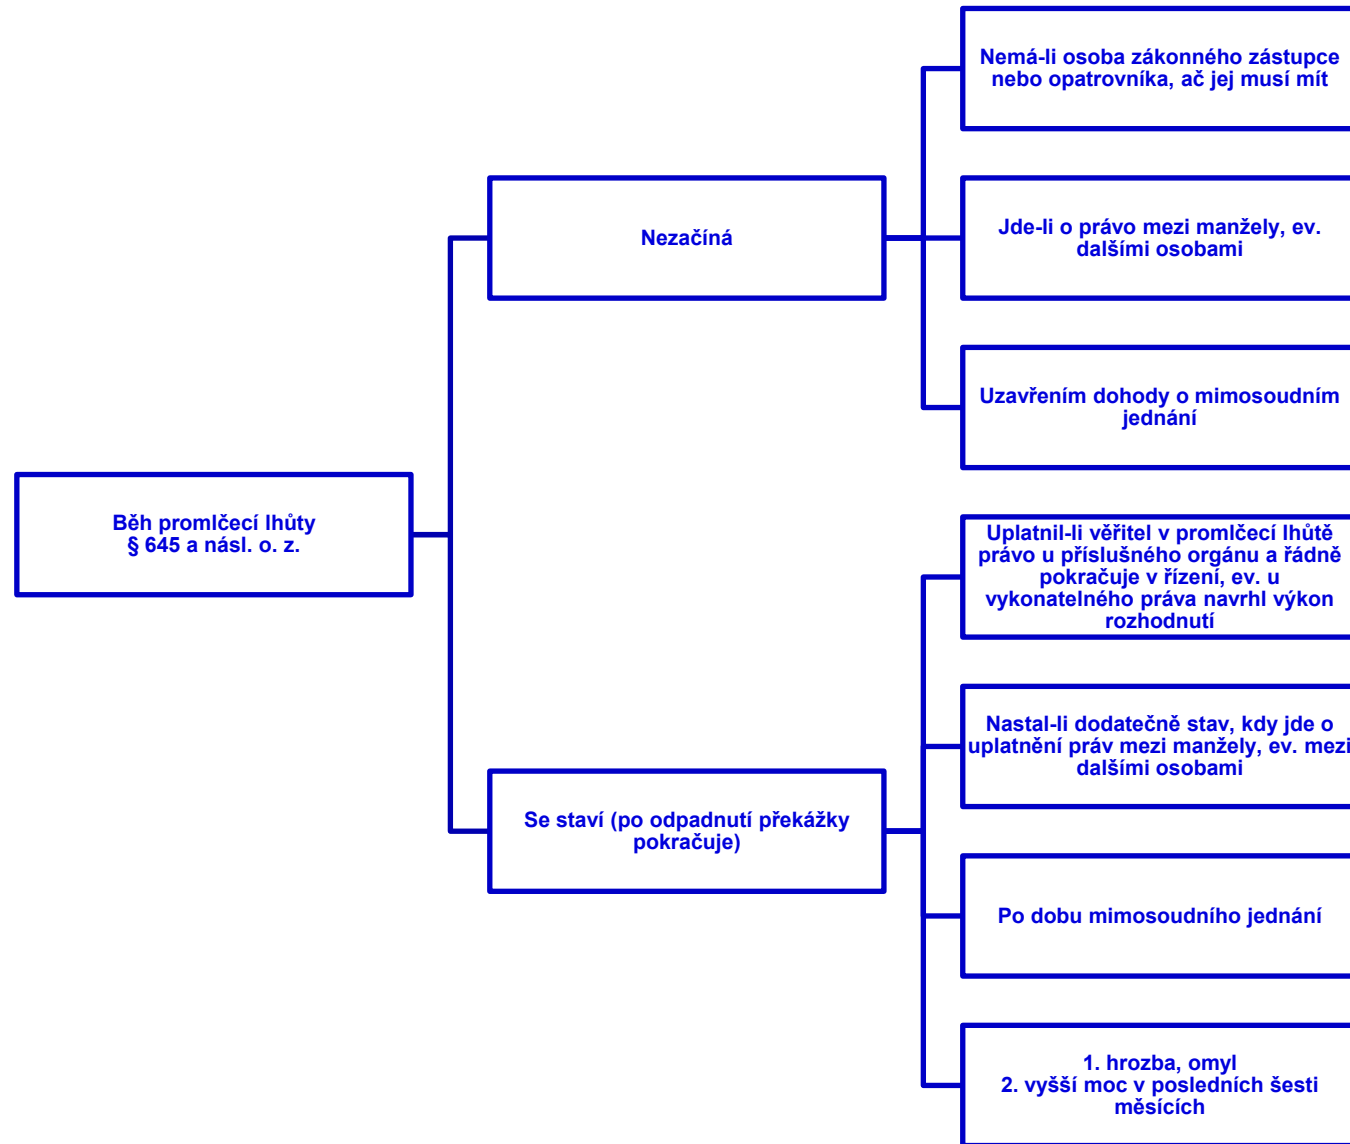 Běh promlčecí lhůty
§ 645 a násl. o. z.
Nezačíná
Nemá-li osoba zákonného zástupce
nebo opatrovníka, ač jej musí mít
Jde-li o právo mezi manžely, ev.
dalšími osobami
Uzavřením dohody o mimosoudním
jednání
Se staví (po odpadnutí překážky
pokračuje)
Uplatnil-li věřitel v promlčecí lhůtě
právo u příslušného orgánu a řádně
pokračuje v řízení, ev. u
vykonatelného práva navrhl výkon
rozhodnutí
Nastal-li dodatečně stav, kdy jde o
uplatnění práv mezi manžely, ev. mezi
dalšími osobami
Po dobu mimosoudního jednání
1. hrozba, omyl
2. vyšší moc v posledních šesti
měsících